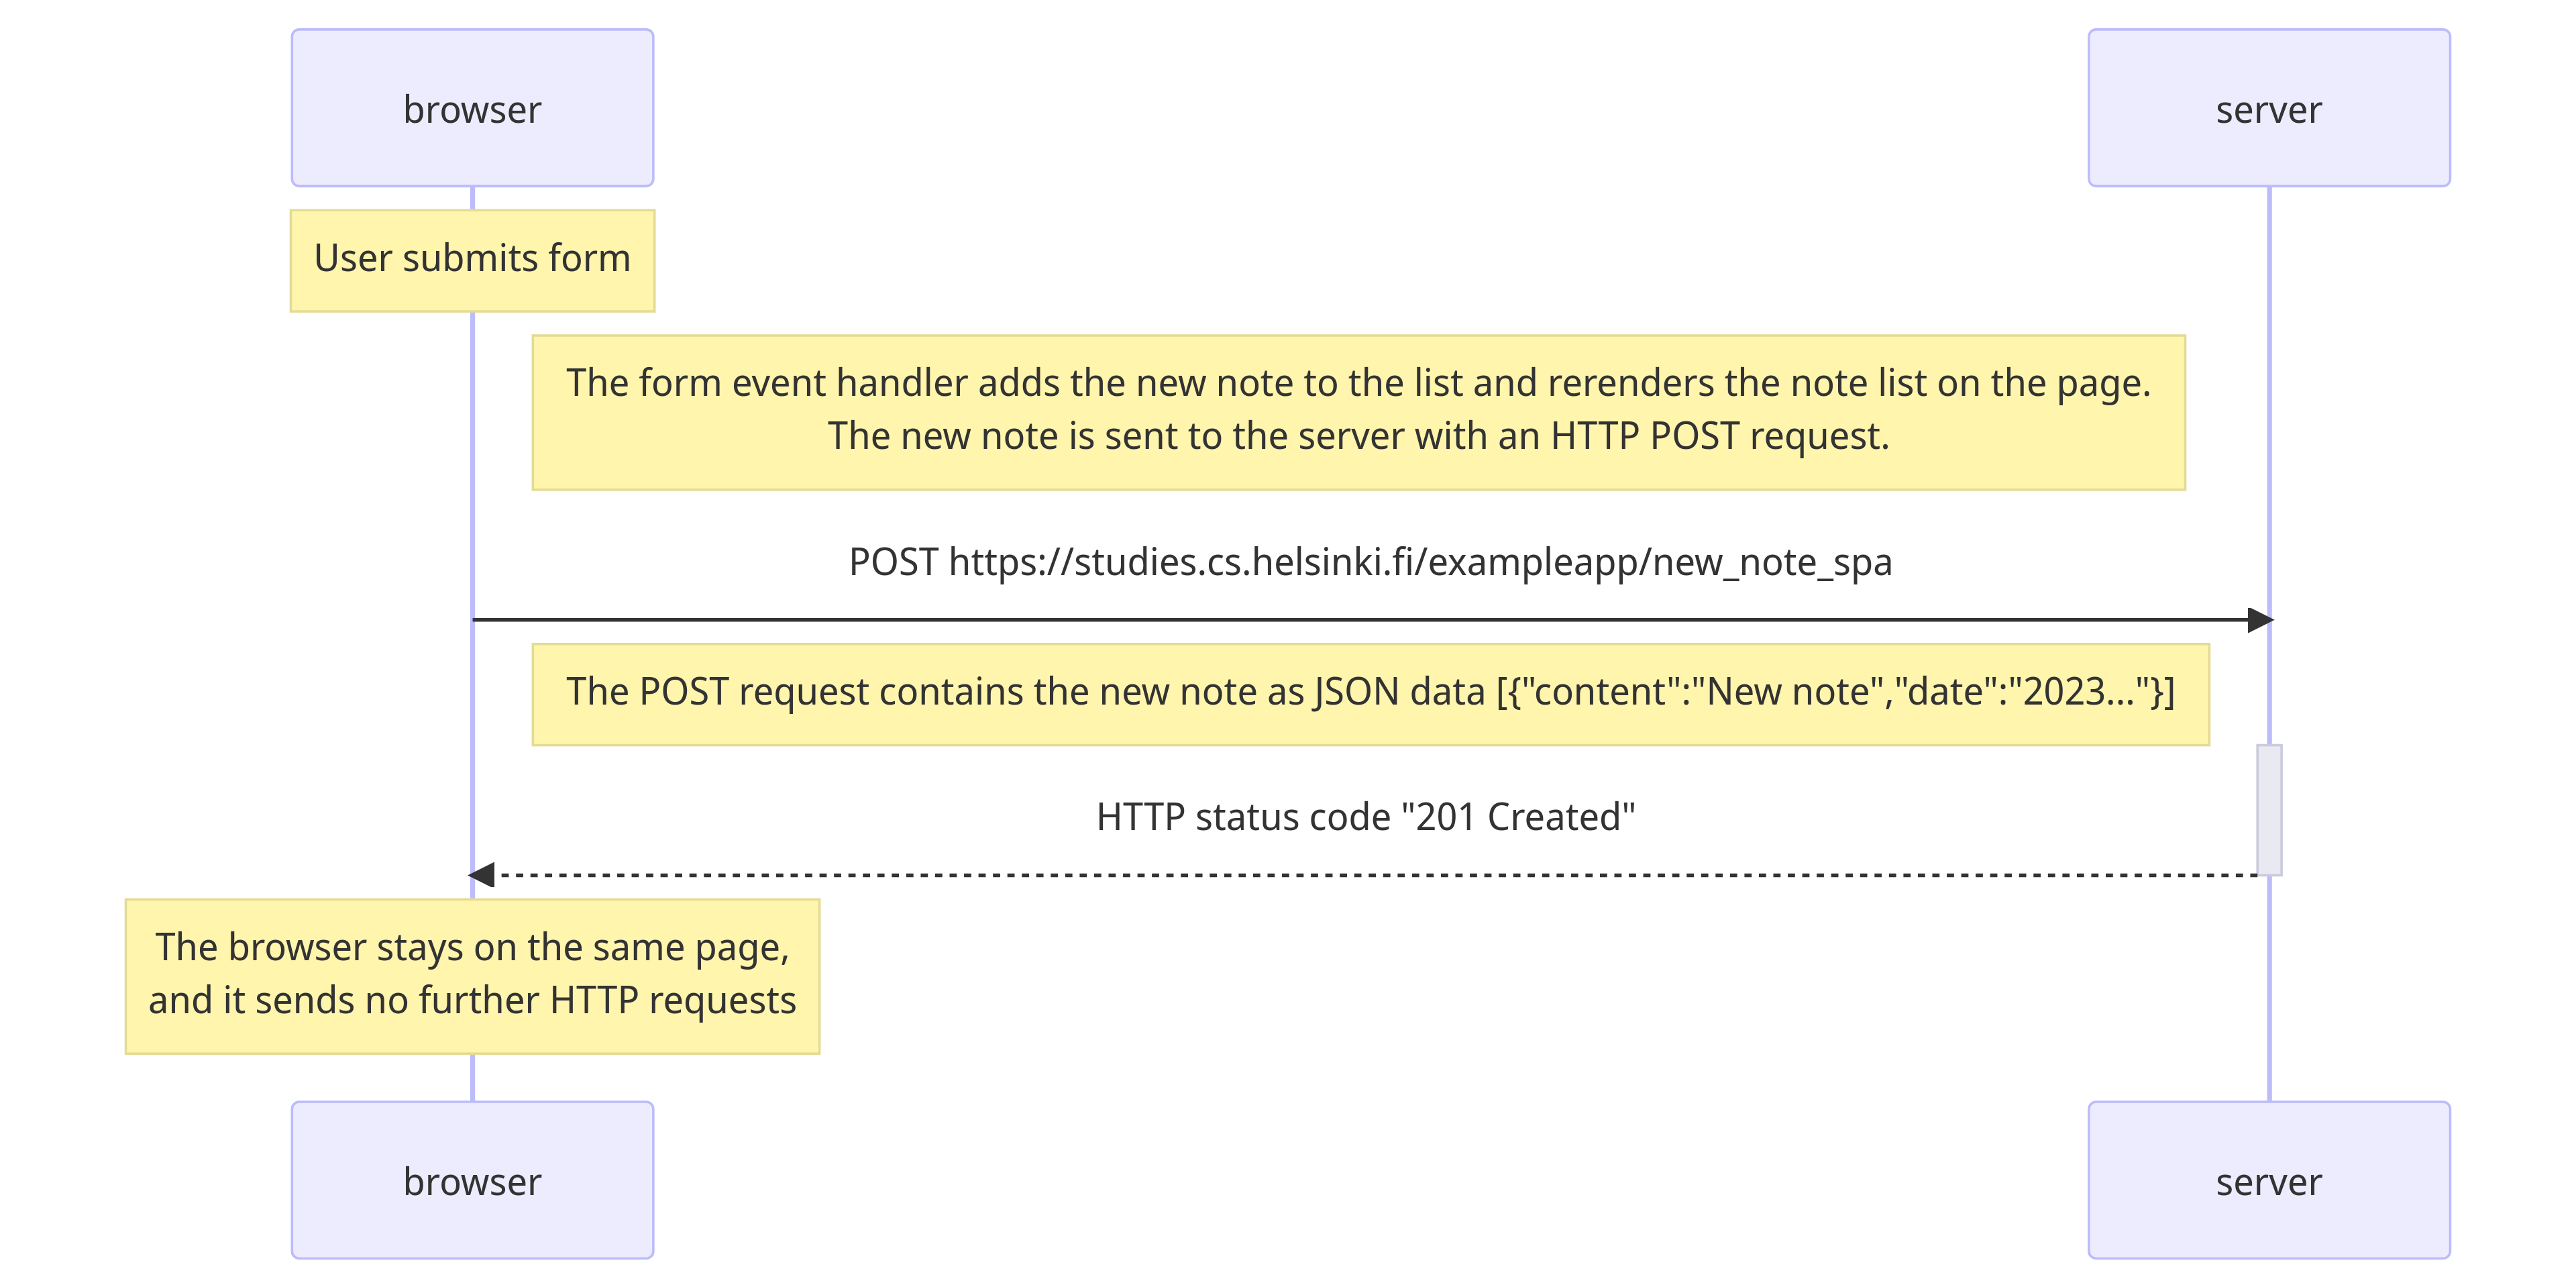 browser
server
User submits form
The form event handler adds the new note to the list and rerenders the note list on the page.
The new note is sent to the server with an HTTP POST request.
POST https://studies.cs.helsinki.fi/exampleapp/new_note_spa
The POST request contains the new note as JSON data [{"content":"New note","date":"2023..."}]
HTTP status code "201 Created"
The browser stays on the same page,
and it sends no further HTTP requests
browser
server